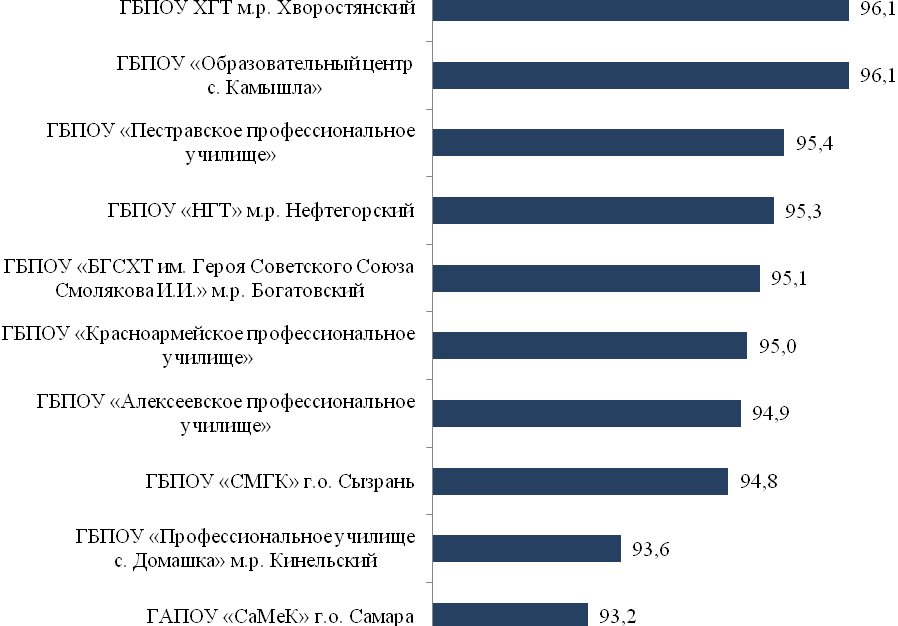 ГБПОУ ХГТ м.р. Хворостянский 96,1
ГБПОУ «Образовательный центр
с. Камышла» 96,1
ГБПОУ «Пестравское профессиональное
училище» 95,4
ГБПОУ «НГТ» м.р. Нефтегорский 95,3
ГБПОУ «БГСХТ им. Героя Советского Союза
Смолякова И.И.» м.р. Богатовский 95,1
ГБПОУ «Красноармейское профессиональное
училище» 95,0
ГБПОУ «Алексеевское профессиональное
училище» 94,9
ГБПОУ «СМГК» г.о. Сызрань 94,8
ГБПОУ «Профессиональное училище
с. Домашка» м.р. Кинельский 93,6
ГАПОУ «СаМеК» г.о. Самара 93,2